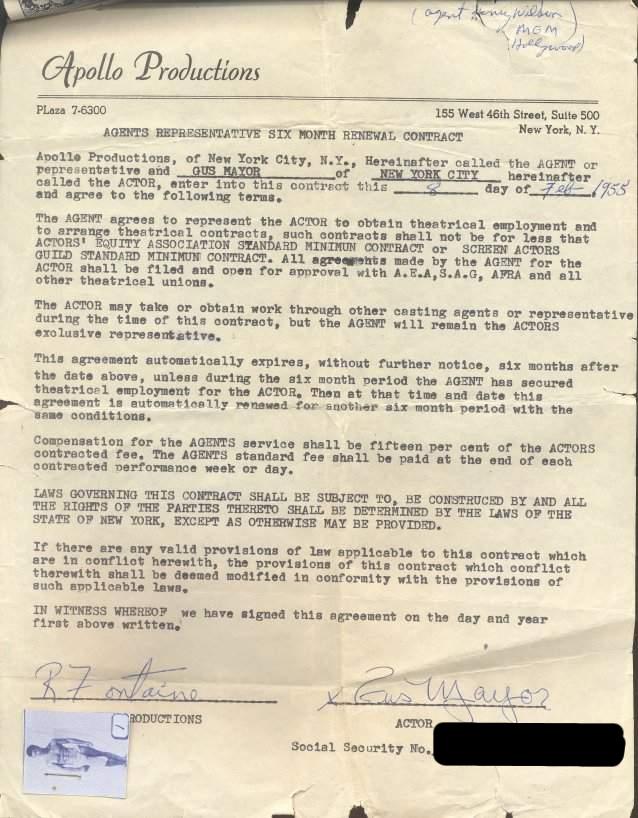 (agent Henry Willson
MGM
Hollywood)
Apollo Productions
PLaza 7-6300
155 West 46th Street, Suite 500
New York, N. Y.
AGENTS REPRESENTATIVE SIX MONTH RENEWAL CONTRACT
Apollo Productions, of New York City, N.Y., Hereinafter called the AGENT or
pepresentative and GUS MAYOR of NEW YORK CITY hereinafter
called the ACTOR, enter into this contract this 8 day of Feb 1955
and agree to the following terms.
The AGENT agrees to represent the ACTOR to obtain theatrical employment and
to arrange theatrical contracts, such contracts shall not be for less that
ACTORS' EQUITY ASSOCIATION STANDARD MINIMUN CONTRACT or SCREEN ACTORS
GUILD STANDARD MINIMUN CONTRACT. All agreements made by the AGENT for the
ACTOR shall be filed and open for approval with A.E.A,S.A.G, AFRA and all
other theatrical unions.
The ACTOR may take or obtain work through other casting agents or representative
during the time of this contract, but the AGENT will remain the ACTORS
exclusive representative.
This agreement automatically expires, without further notice, six months after
the date above, unless during the six month period the AGENT has secured
theatrical employment for the ACTOR. Then at that time and date this
agreement is automatically renewed for another six month period with the
same conditions.
Compensation for the AGENTS service shall be fifteen per cent of the ACTORS
contracted fee. The AGENTS standard fee shall be paid at the end of each
contracted performance week or day.
LAWS GOVERNING THIS CONTRACT SHALL BE SUBJECT TO, BE CONSTRUCED BY AND ALL
THE RIGHTS OF THE PARTIES THERETO SHALL BE DETERMINED BY THE LAWS OF THE
STATE OF NEW YORK, EXCEPT AS OTHERWISE MAY BE PROVIDED.
If there are any valid provisions of law applicable to this contract which
are in conflict herewith, the provisions of this contract which conflict
therewith shall be deemed modified in conformity with the provisions of
such applicable laws.
IN WITNESS WHEREOF we have signed this agreement on the day and year
first above written.
R Fontaine
x Gus Mayor
RODUCTIONS
ACTOR
Social Security No.
1